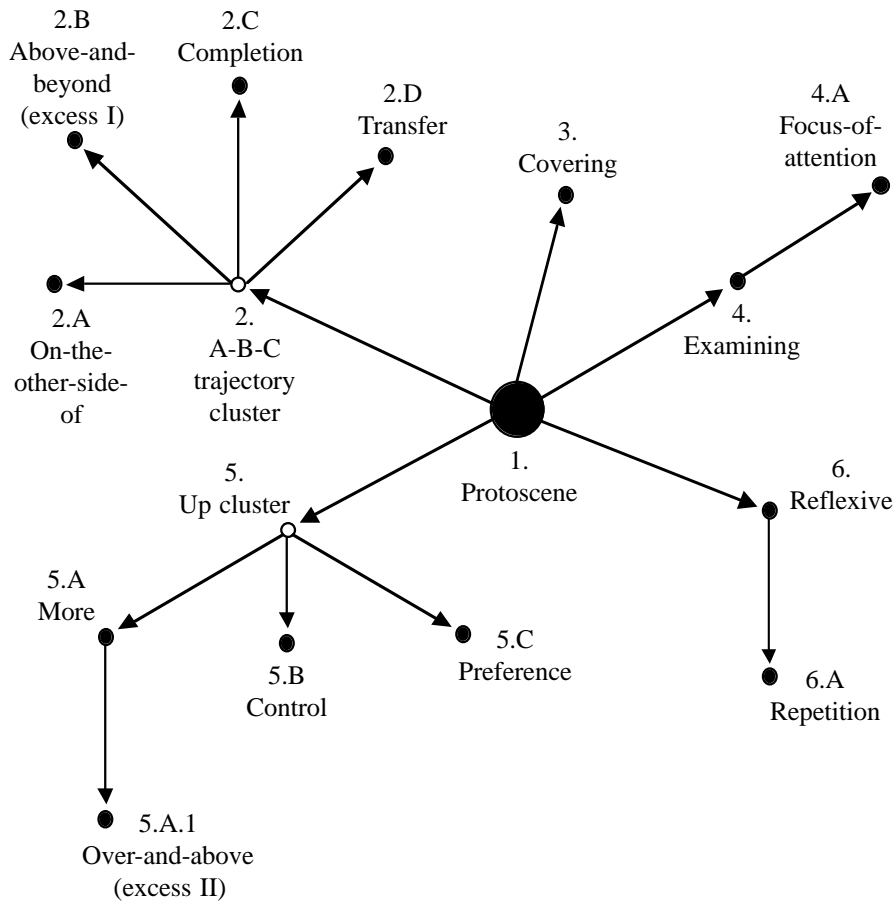 2.B
Above-and-
beyond
(excess I)
2.C
Completion
2.D
Transfer
3.
Covering
4.A
Focus-of-
attention
2.A
On-the-
other-side-
of
2.
A-B-C
trajectory
cluster
4.
Examining
1.
Protoscene
5.
Up cluster
6.
Reflexive
5.A
More
5.B
Control
5.C
Preference
6.A
Repetition
5.A.1
Over-and-above
(excess II)